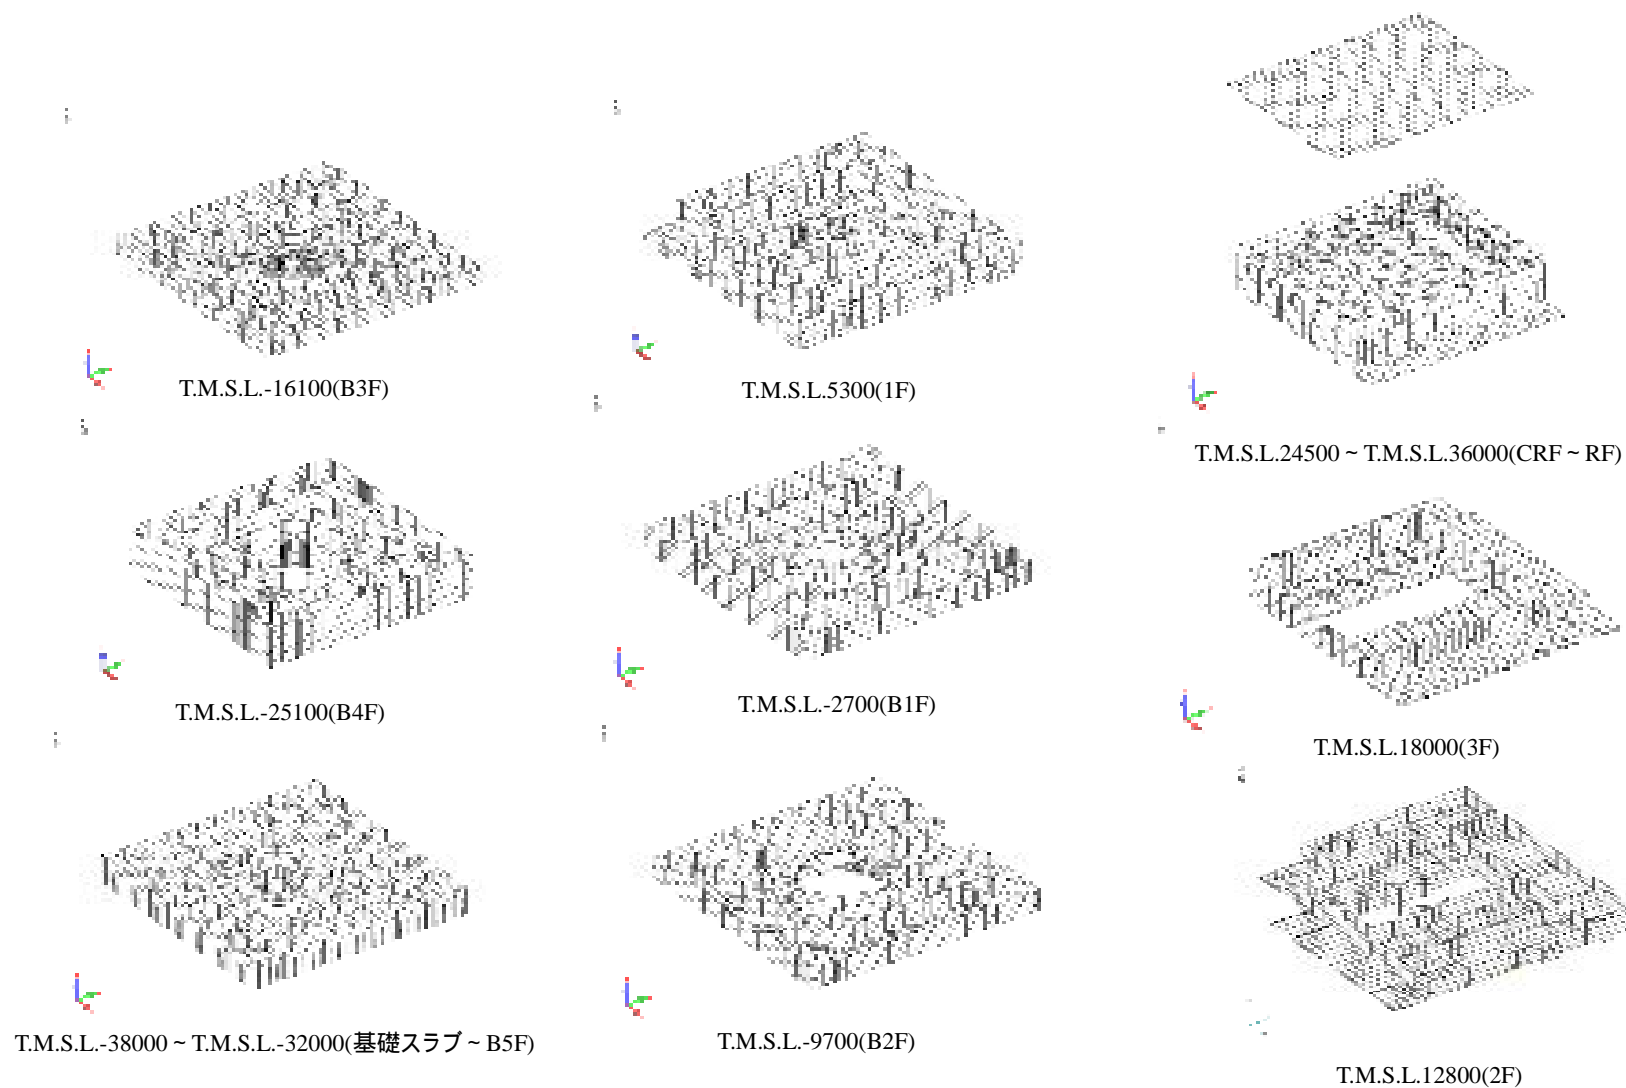 T.M.S.L.-16100(B3F)
T.M.S.L.5300(1F)
T.M.S.L.24500 ~ T.M.S.L.36000(CRF ~ RF)
T.M.S.L.-25100(B4F)
T.M.S.L.-2700(B1F)
T.M.S.L.18000(3F)
T.M.S.L.-38000 ~ T.M.S.L.-32000(基礎スラブ ~ B5F)
T.M.S.L.-9700(B2F)
T.M.S.L.12800(2F)